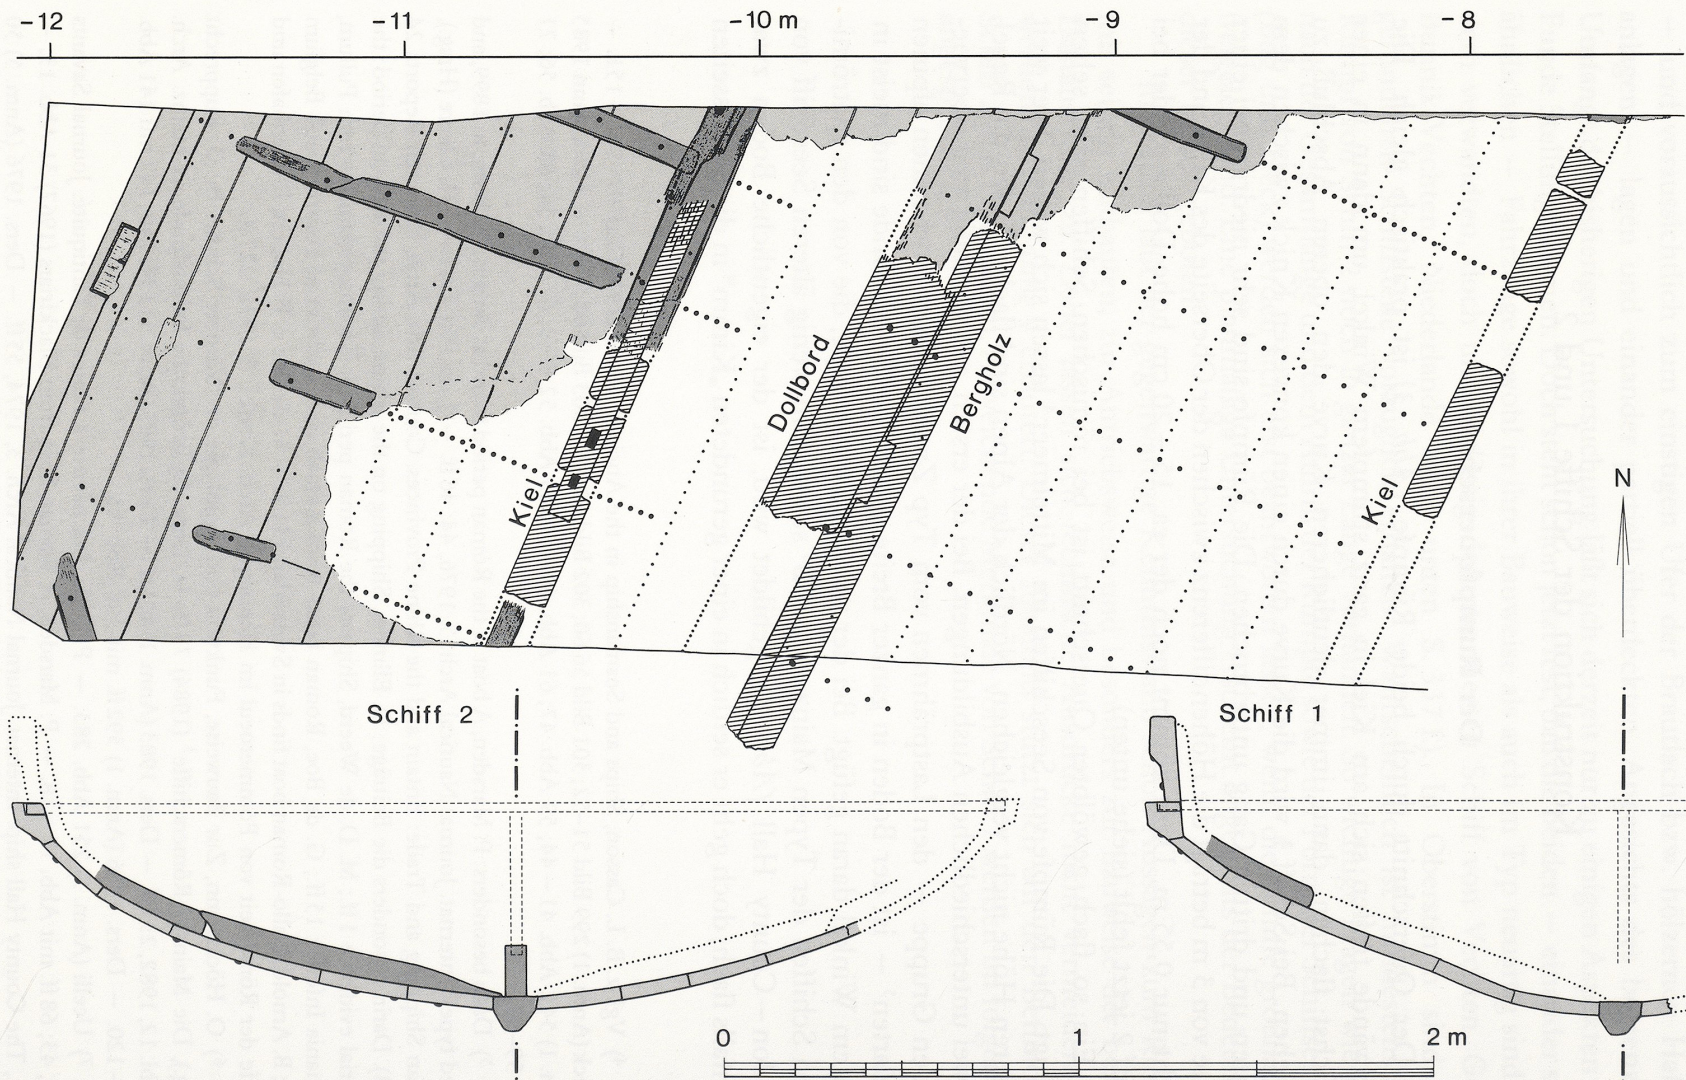 -12 -11 -10 m -9 -8
Dollbord
Bergholz
Kiel
Kiel
N
Schiff 2
Schiff 1
0 1 2 m